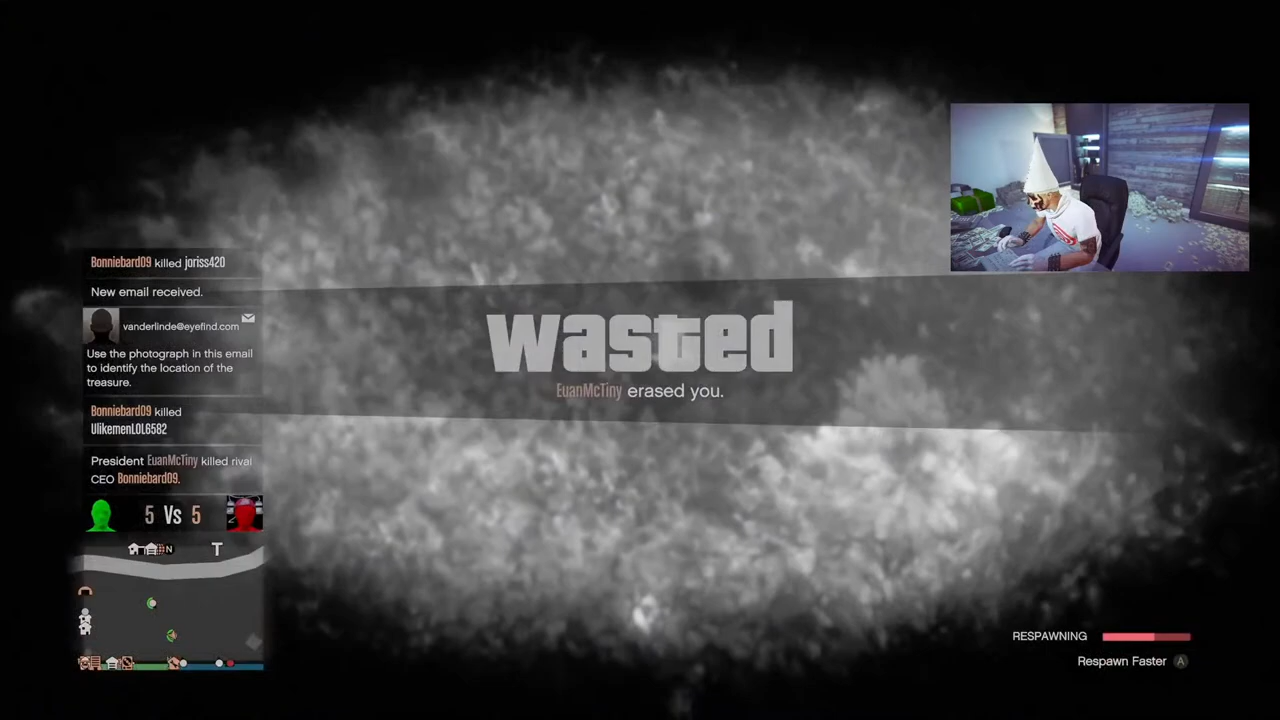 Bonniebard09 killed joriss420
New email received.
vanderlinde@eyefind.com
Use the photograph in this email
to identify the location of the
treasure.
Bonniebard09 killed
UlikemenLOL6582
President EuanMcTiny killed rival
CEO Bonniebard09.
5 Vs 5
N
T
wasted
EuanMcTiny erased you.
RESPAWNING
Respawn Faster A